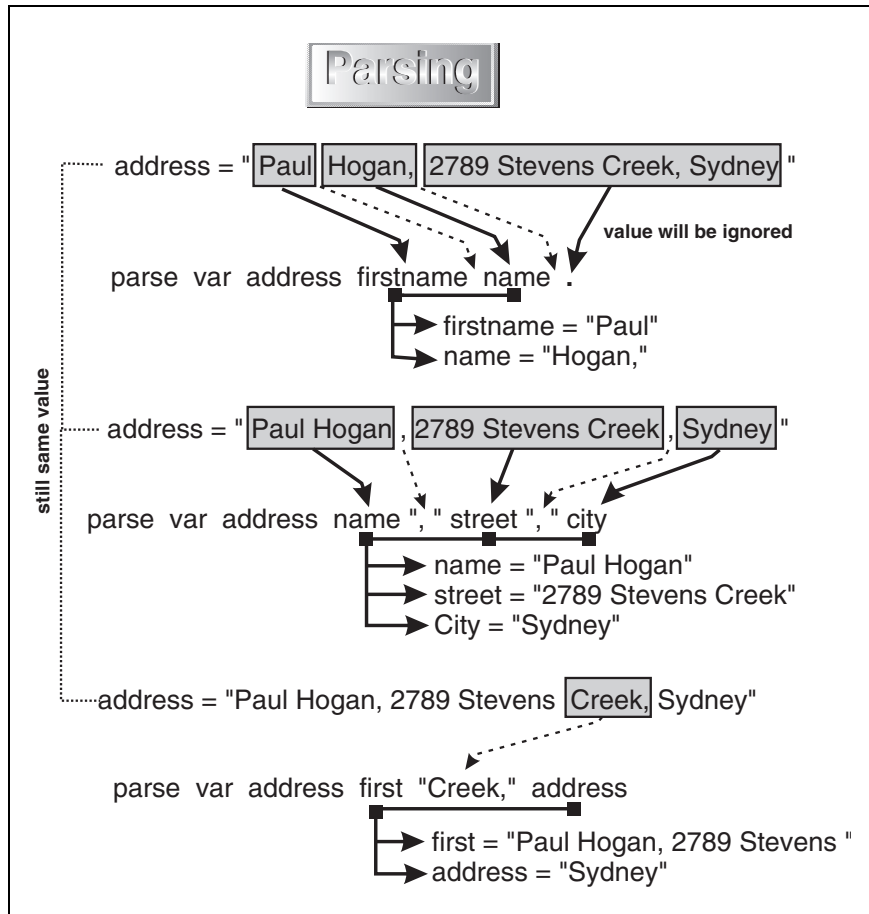 Parsing
address = " Paul Hogan, 2789 Stevens Creek, Sydney "
value will be ignored
parse var address firstname name .
firstname = "Paul"
name = "Hogan,"
still same value
address = " Paul Hogan , 2789 Stevens Creek , Sydney "
parse var address name ", " street ", " city
name = "Paul Hogan"
street = "2789 Stevens Creek"
City = "Sydney"
address = "Paul Hogan, 2789 Stevens Creek, Sydney"
parse var address first "Creek," address
first = "Paul Hogan, 2789 Stevens "
address = "Sydney"